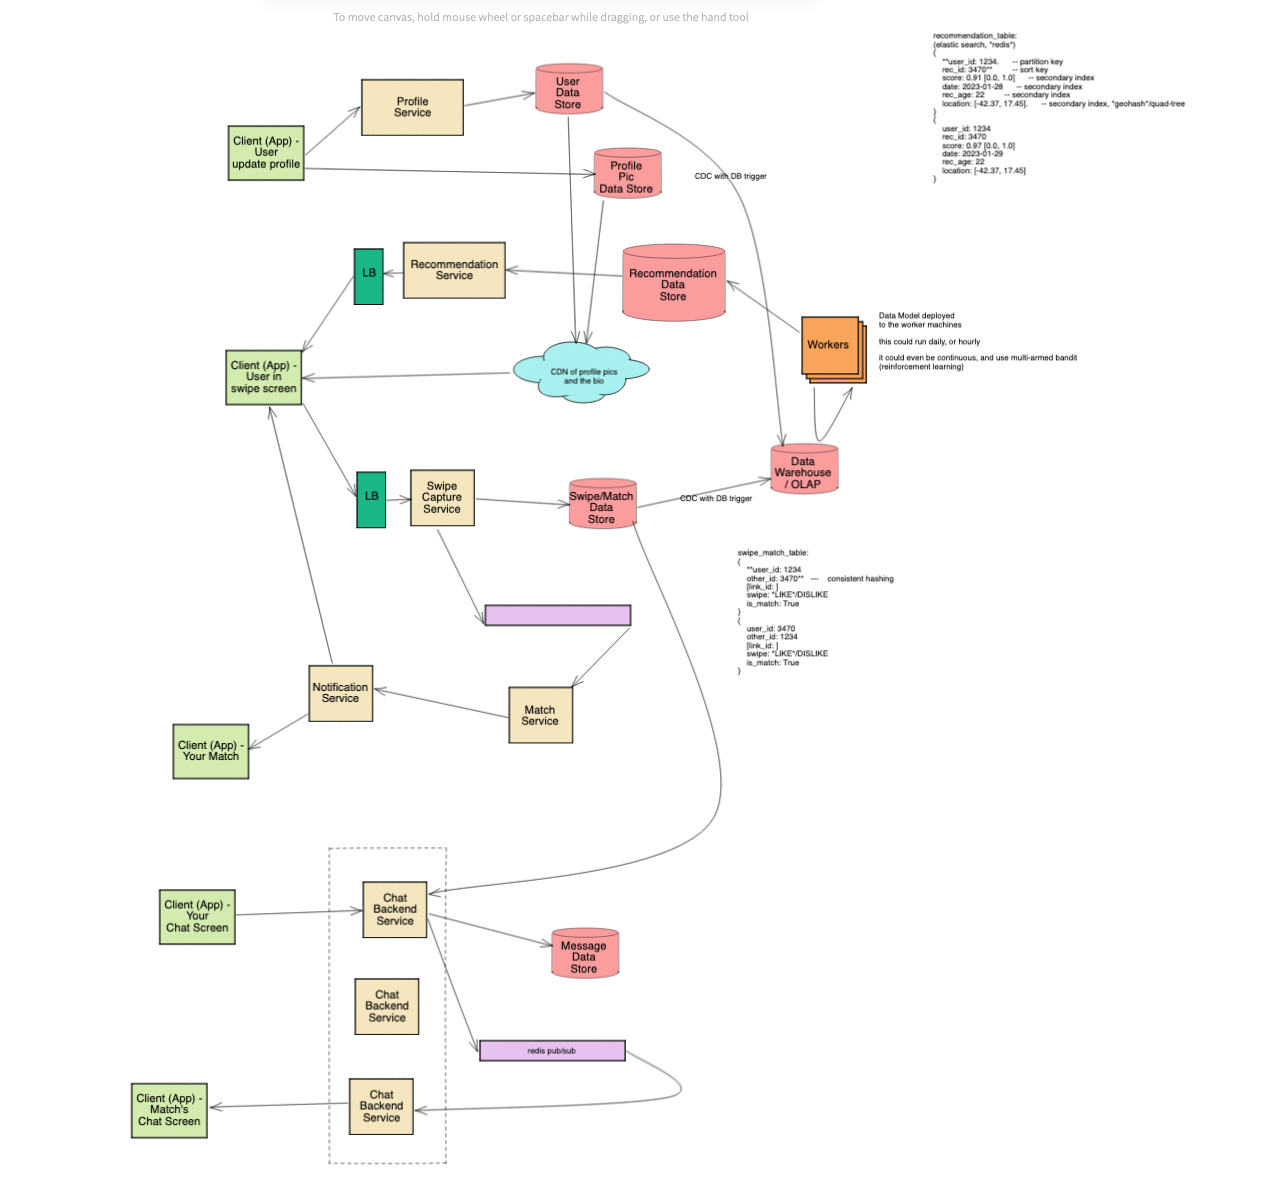 To move canvas, hold mouse wheel or spacebar while dragging, or use the hand tool
recommendation_table:
(elastic search, "redis")
{
**user_id: 1234. -- partition key
rec_id: 3470** -- sort key
score: 0.91 [0.0, 1.0] -- secondary index
date: 2023-01-28 -- secondary index
rec_age: 22 -- secondary index
location: [-42.37, 17.45]. -- secondary index, "geohash"/quad-tree
}
{
user_id: 1234
rec_id: 3470
score: 0.97 [0.0, 1.0]
date: 2023-01-29
rec_age: 22
location: [-42.37, 17.45]
}
Profile
Service
User
Data
Store
Client (App) -
User
update profile
Profile
Pic
Data Store
CDC with DB trigger
LB
Recommendation
Service
Recommendation
Data
Store
Workers
Data Model deployed
to the worker machines
this could run daily, or hourly
it could even be continuous, and use multi-armed bandit
(reinforcement learning)
Client (App) -
User in
swipe screen
CDN of profile pics
and the bio
LB
Swipe
Capture
Service
Swipe/Match
Data
Store
CDC with DB trigger
Data
Warehouse
/ OLAP
swipe_match_table:
{
**user_id: 1234
other_id: 3470** --- consistent hashing
[link_id: ]
swipe: *LIKE*/DISLIKE
is_match: True
}
{
user_id: 3470
other_id: 1234
[link_id: ]
swipe: *LIKE*/DISLIKE
is_match: True
}
Notification
Service
Match
Service
Client (App) -
Your Match
Client (App) -
Your
Chat Screen
Chat
Backend
Service
Message
Data
Store
Chat
Backend
Service
redis pub/sub
Client (App) -
Match's
Chat Screen
Chat
Backend
Service